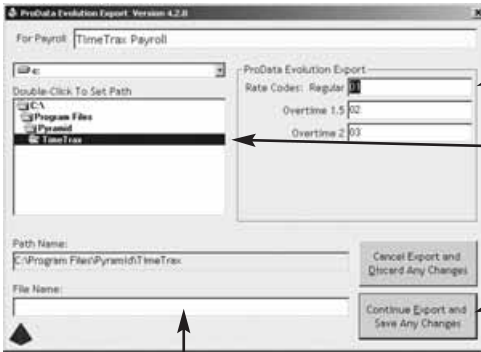 ProData Evolution Export Version 4.2.0
For Payroll TimeTrax Payroll
c:
Double-Click To Set Path
C:\
Program Files
Pyramid
TimeTrax
ProData Evolution Export
Rate Codes: Regular 01
Overtime 1.5 02
Overtime 2 03
Path Name:
C:\Program Files\Pyramid\TimeTrax
File Name:
Cancel Export and
Discard Any Changes
Continue Export and
Save Any Changes